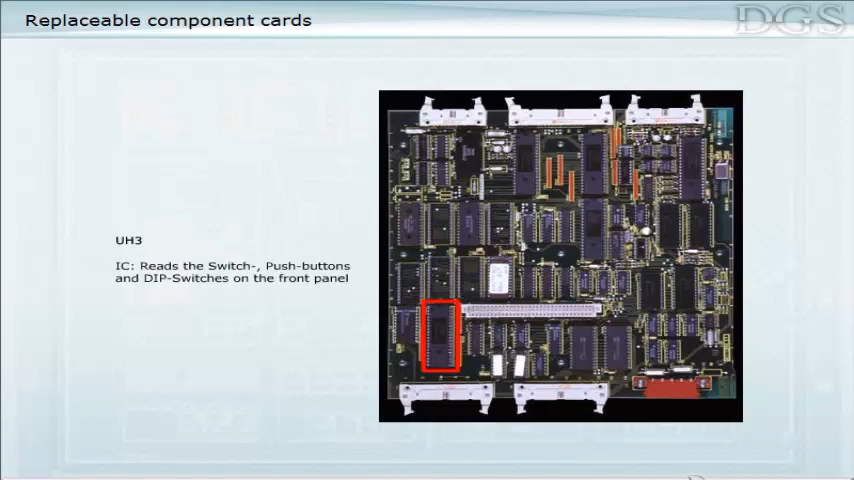 Replaceable component cards
DGS
UH3
IC: Reads the Switch-, Push-buttons
and DIP-Switches on the front panel